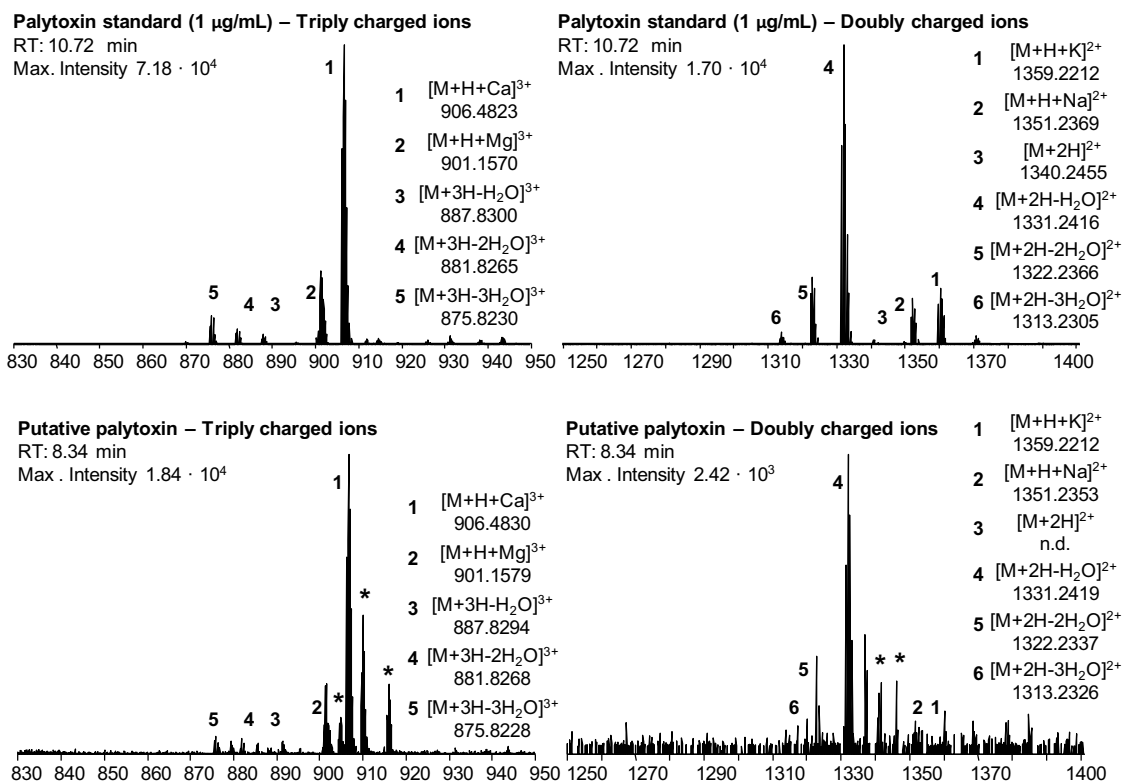 Palytoxin standard (1 µg/mL) – Triply charged ions
RT: 10.72 min
Max. Intensity 7.18 · 10⁴
1
1 [M+H+Ca]³⁺
906.4823
2 [M+H+Mg]³⁺
901.1570
3 [M+3H-H₂O]³⁺
887.8300
4 [M+3H-2H₂O]³⁺
881.8265
5 [M+3H-3H₂O]³⁺
875.8230
5 4 3 2
830 840 850 860 870 880 890 900 910 920 930 940 950
Palytoxin standard (1 µg/mL) – Doubly charged ions
RT: 10.72 min
Max . Intensity 1.70 · 10⁴
4
1 [M+H+K]²⁺
1359.2212
2 [M+H+Na]²⁺
1351.2369
3 [M+2H]²⁺
1340.2455
4 [M+2H-H₂O]²⁺
1331.2416
5 [M+2H-2H₂O]²⁺
1322.2366
6 [M+2H-3H₂O]²⁺
1313.2305
6 5 3 2 1
1250 1270 1290 1310 1330 1350 1370 1400
Putative palytoxin – Triply charged ions
RT: 8.34 min
Max . Intensity 1.84 · 10⁴
1
1 [M+H+Ca]³⁺
906.4830
2 [M+H+Mg]³⁺
901.1579
3 [M+3H-H₂O]³⁺
887.8294
4 [M+3H-2H₂O]³⁺
881.8268
5 [M+3H-3H₂O]³⁺
875.8228
5 4 3 2 * * *
830 840 850 860 870 880 890 900 910 920 930 940 950
Putative palytoxin – Doubly charged ions
RT: 8.34 min
Max . Intensity 2.42 · 10³
4
1 [M+H+K]²⁺
1359.2212
2 [M+H+Na]²⁺
1351.2353
3 [M+2H]²⁺
n.d.
4 [M+2H-H₂O]²⁺
1331.2419
5 [M+2H-2H₂O]²⁺
1322.2337
6 [M+2H-3H₂O]²⁺
1313.2326
6 5 * * 2 1
1250 1270 1290 1310 1330 1350 1370 1400